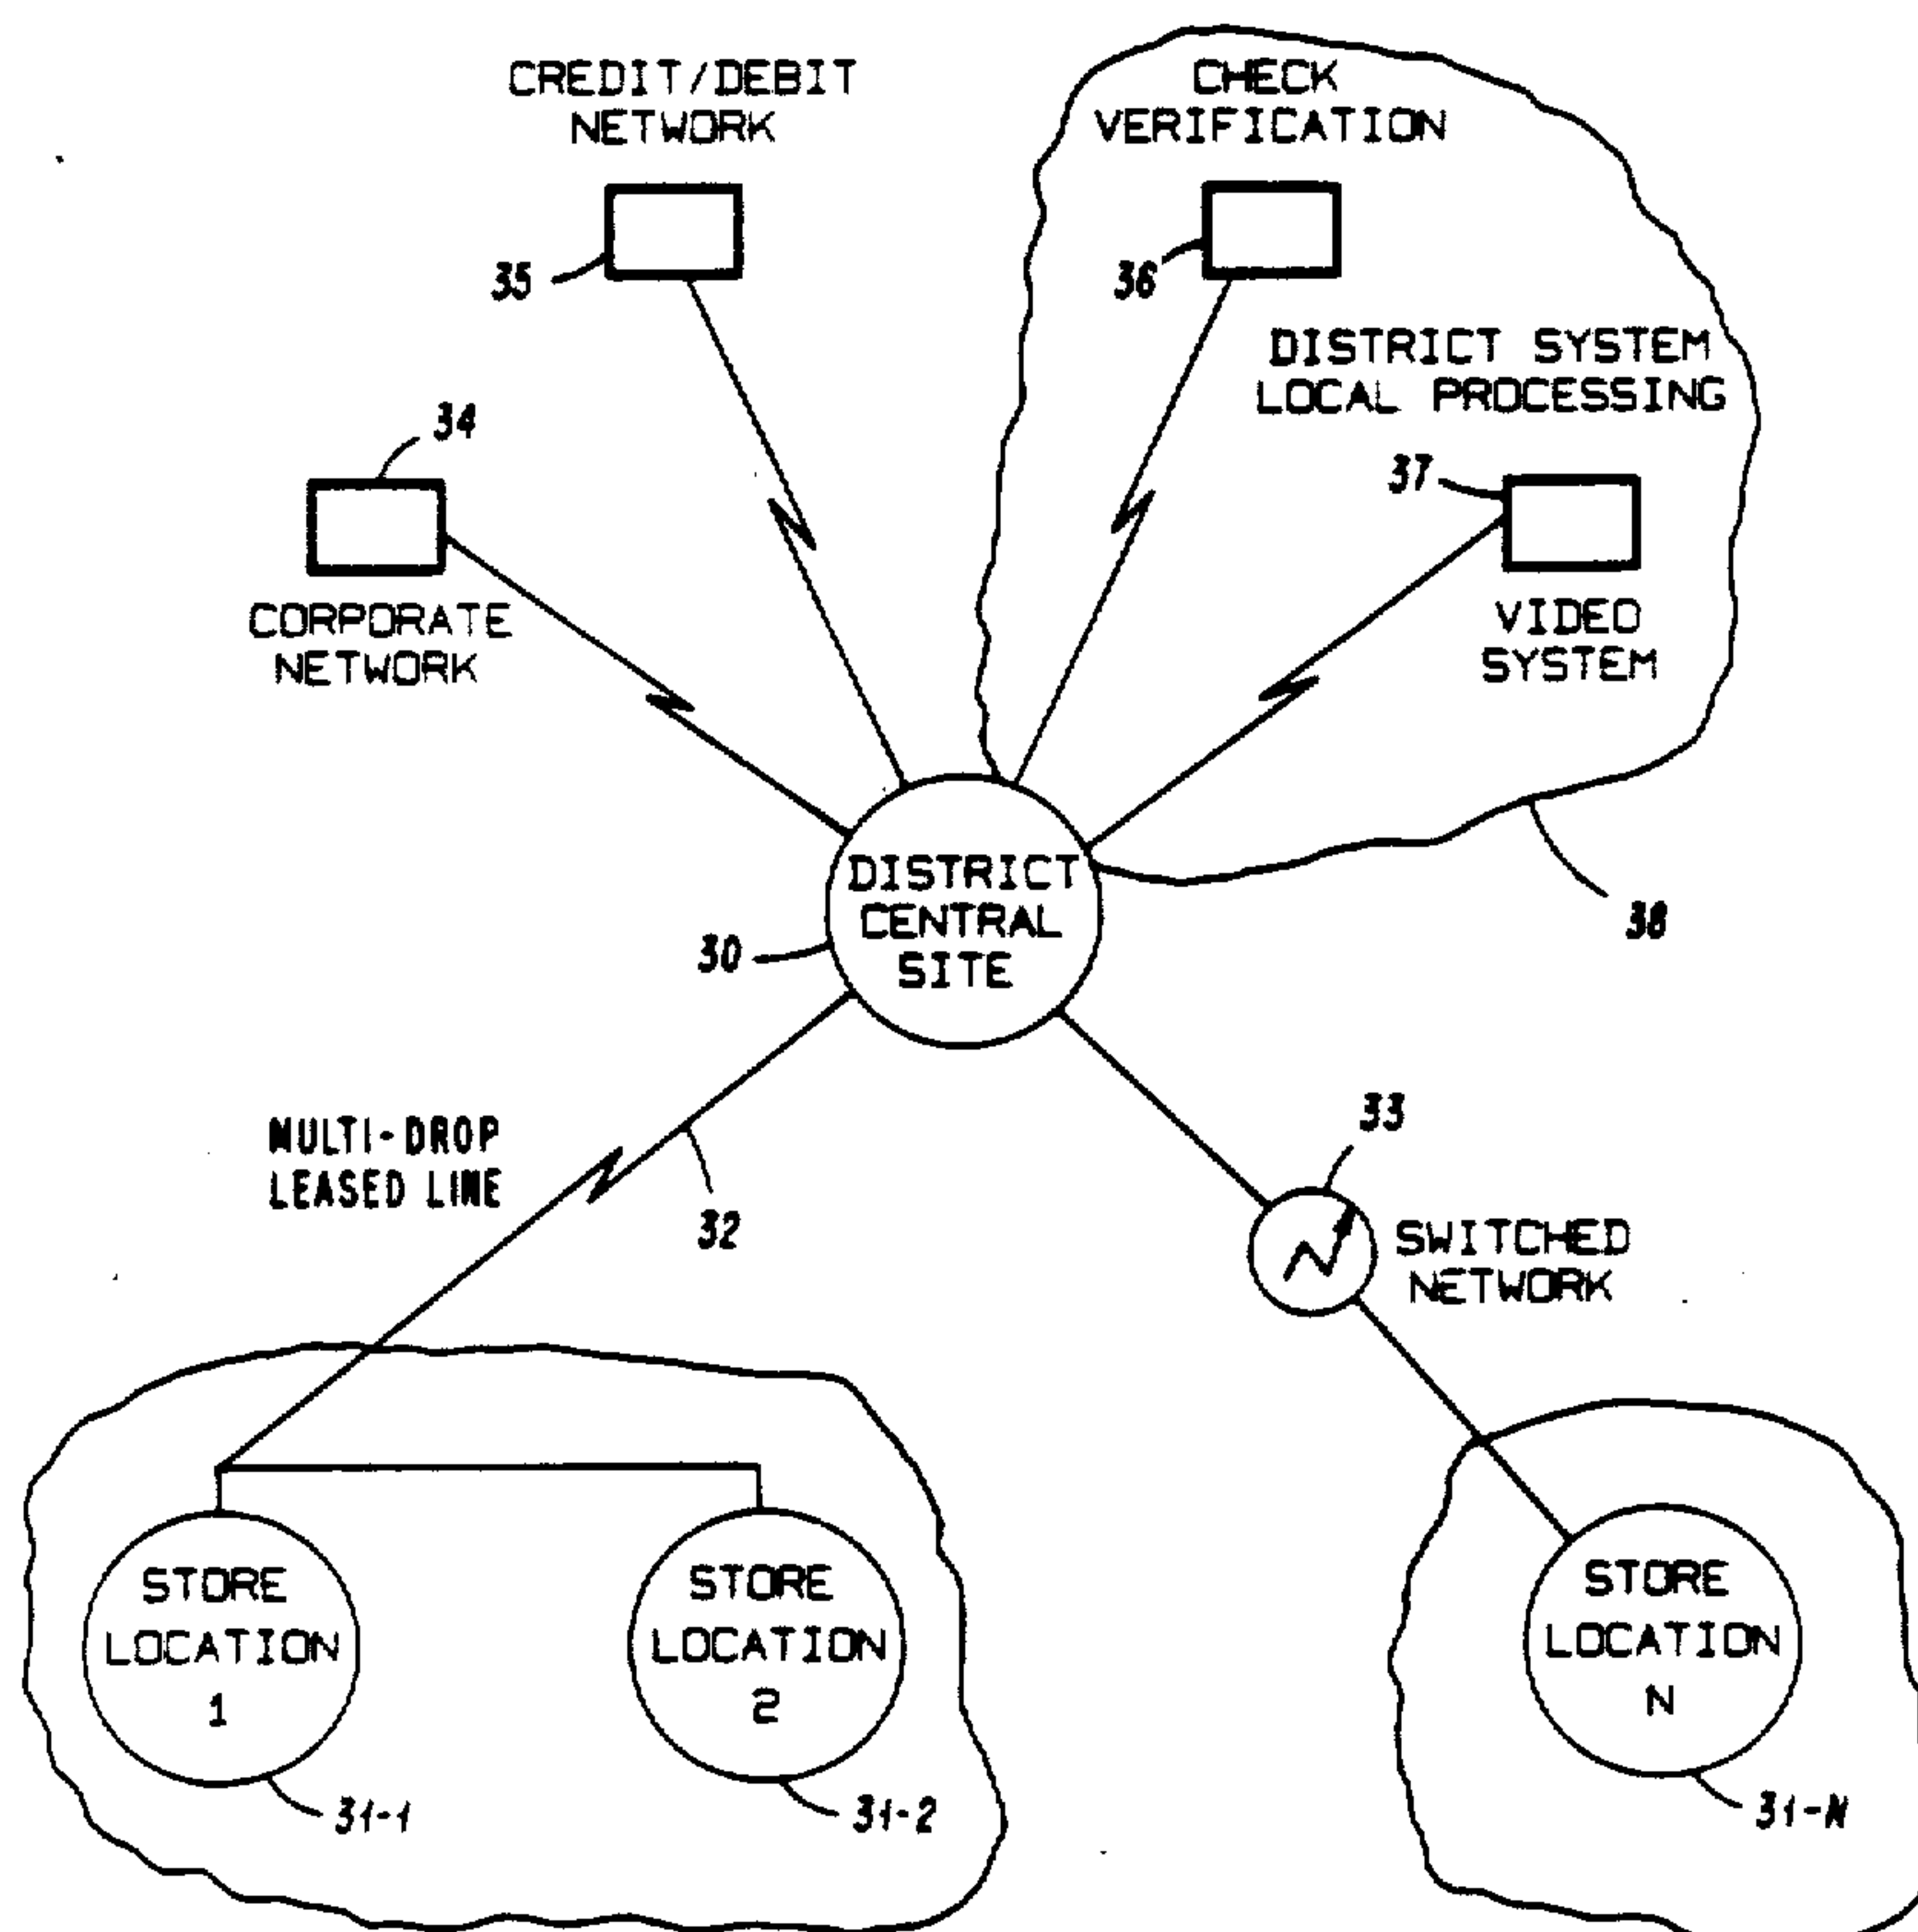 CREDIT/DEBIT
NETWORK
35
CHECK
VERIFICATION
36
DISTRICT SYSTEM
LOCAL PROCESSING
34
CORPORATE
NETWORK
37
VIDEO
SYSTEM
DISTRICT
CENTRAL
SITE
30
38
MULTI-DROP
LEASED LINE
32
33
SWITCHED
NETWORK
STORE
LOCATION
1
31-1
STORE
LOCATION
2
31-2
STORE
LOCATION
N
31-N